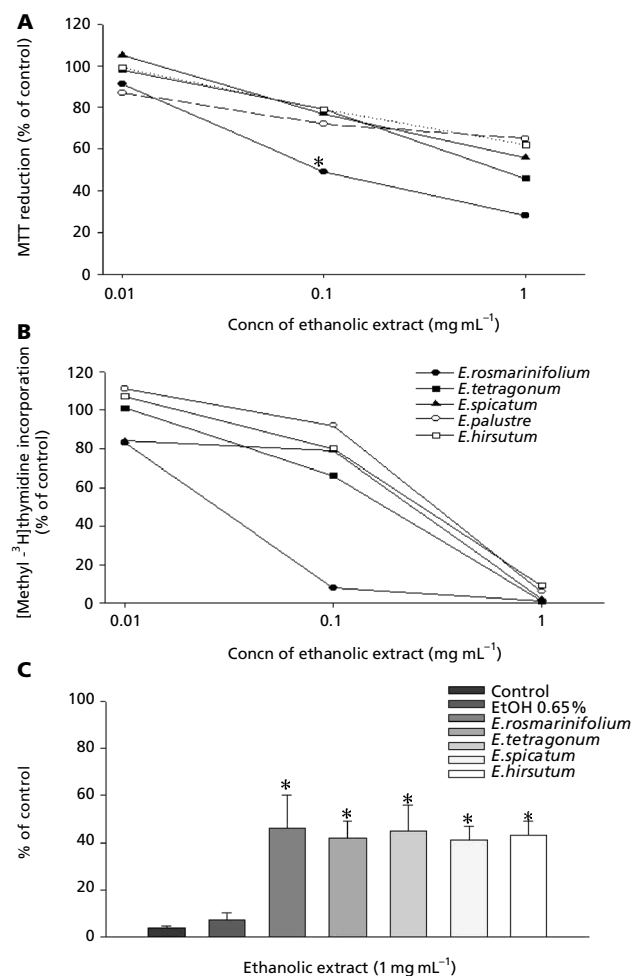 A
120
100
80
60
40
20
0
MTT reduction (% of control)
*
0.01 0.1 1
Concn of ethanolic extract (mg mL⁻¹)
B
120
100
80
60
40
20
0
[Methyl -³H]thymidine incorporation
(% of control)
E.rosmarinifolium
E.tetragonum
E.spicatum
E.palustre
E.hirsutum
0.01 0.1 1
Concn of ethanolic extract (mg mL⁻¹)
C
100
80
60
40
20
0
% of control
Control
EtOH 0.65%
E.rosmarinifolium
E.tetragonum
E.spicatum
E.hirsutum
* * * * *
Ethanolic extract (1 mg mL⁻¹)